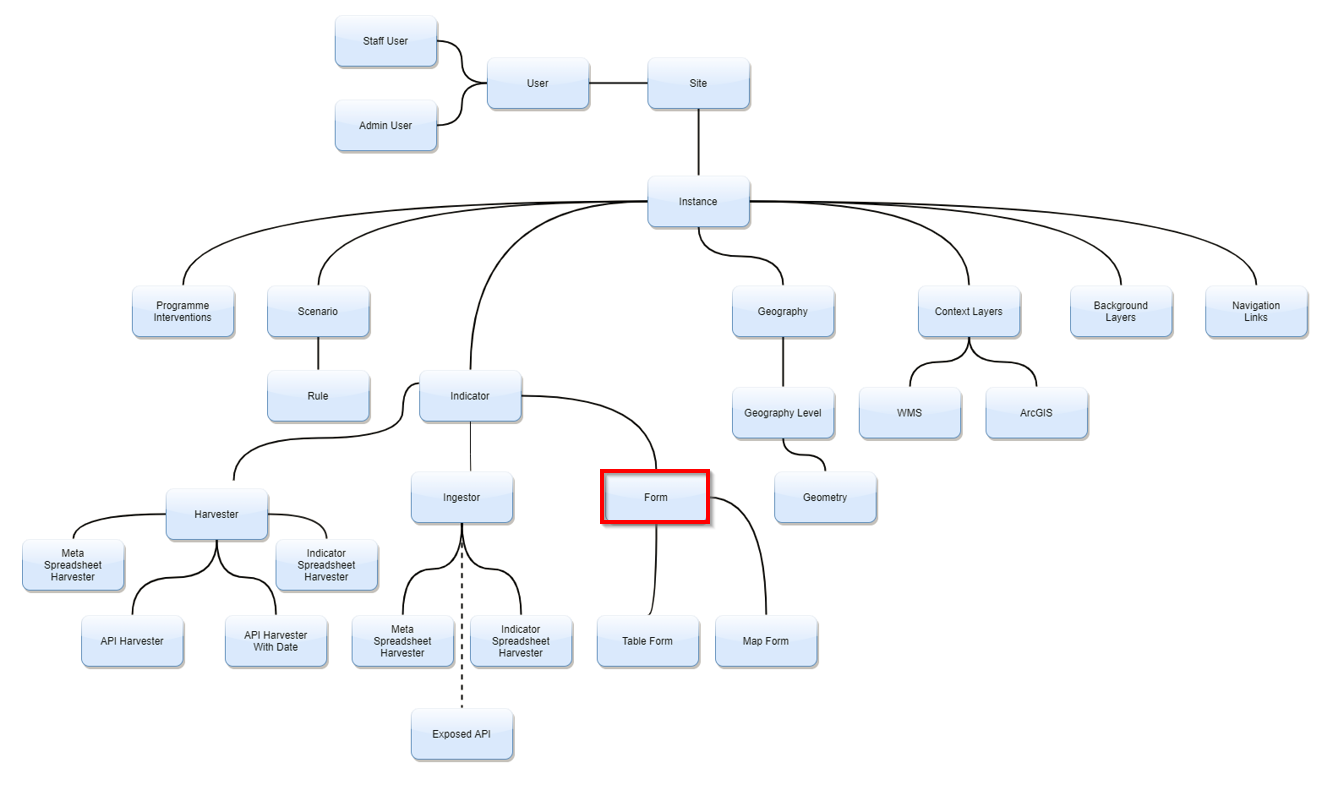 Staff User
User
Site
Admin User
Instance
Programme
Interventions
Scenario
Geography
Context Layers
Background
Layers
Navigation
Links
Rule
Indicator
Geography Level
WMS
ArcGIS
Harvester
Ingestor
Form
Geometry
Meta
Spreadsheet
Harvester
Indicator
Spreadsheet
Harvester
API Harvester
API Harvester
With Date
Meta
Spreadsheet
Harvester
Indicator
Spreadsheet
Harvester
Table Form
Map Form
Exposed API